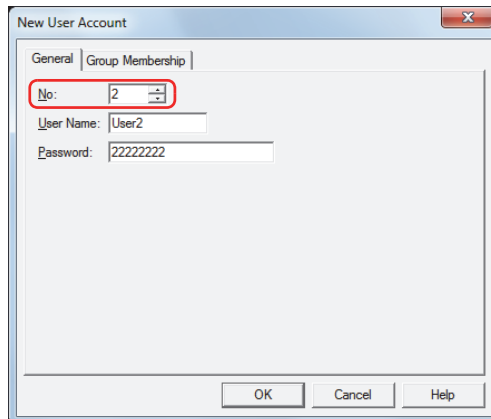 New User Account
General Group Membership
No: 2
User Name: User2
Password: 22222222
OK Cancel Help